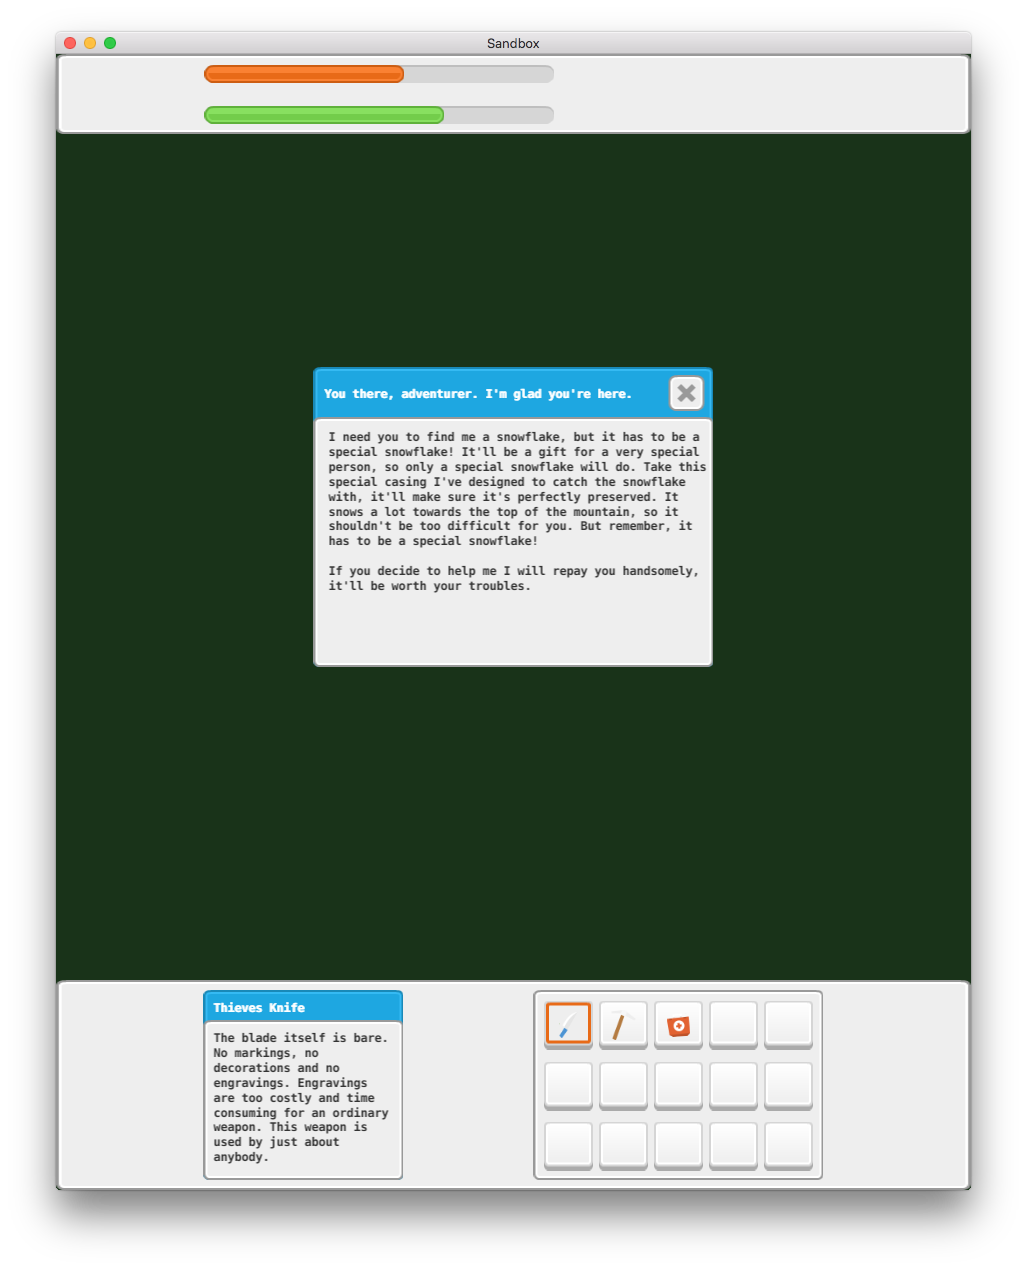 Sandbox
You there, adventurer. I'm glad you're here.
I need you to find me a snowflake, but it has to be a
special snowflake! It'll be a gift for a very special
person, so only a special snowflake will do. Take this
special casing I've designed to catch the snowflake
with, it'll make sure it's perfectly preserved. It
snows a lot towards the top of the mountain, so it
shouldn't be too difficult for you. But remember, it
has to be a special snowflake!
If you decide to help me I will repay you handsomely,
it'll be worth your troubles.
Thieves Knife
The blade itself is bare.
No markings, no
decorations and no
engravings. Engravings
are too costly and time
consuming for an ordinary
weapon. This weapon is
used by just about
anybody.